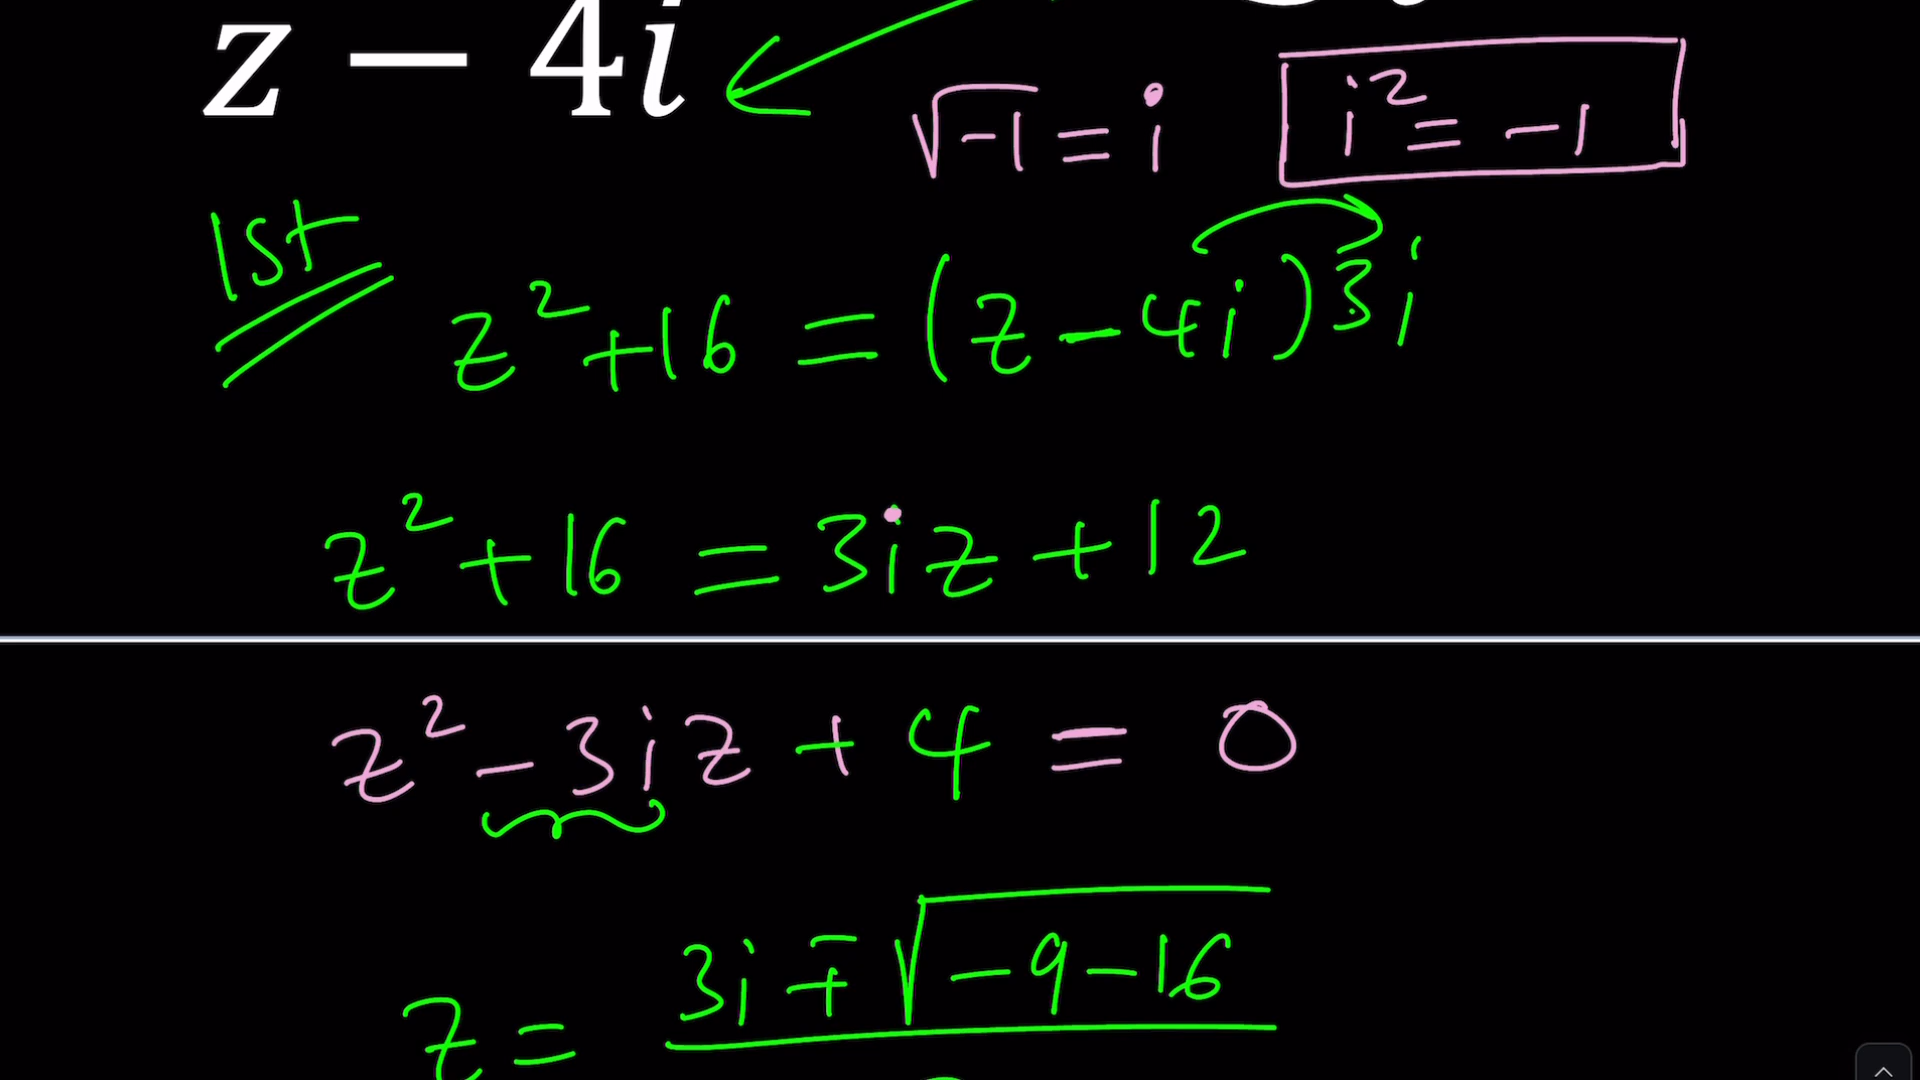 z − 4i
√-1 = i
i² = -1
1st
z² + 16 = (z - 4i) 3i
z² + 16 = 3iz + 12
z² - 3iz + 4 = 0
z = 3i ∓ √-9-16